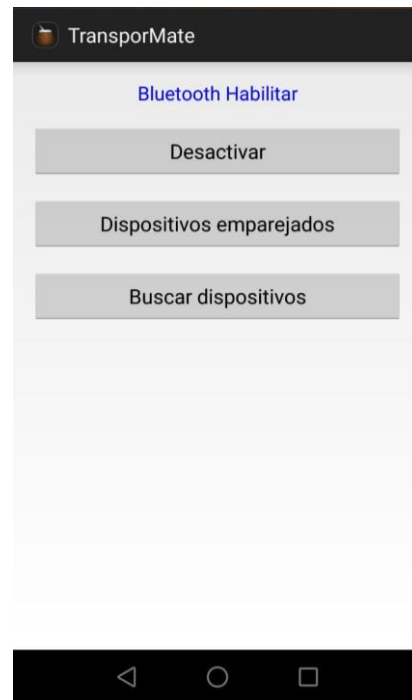 TransporMate
Bluetooth Habilitar
Desactivar
Dispositivos emparejados
Buscar dispositivos